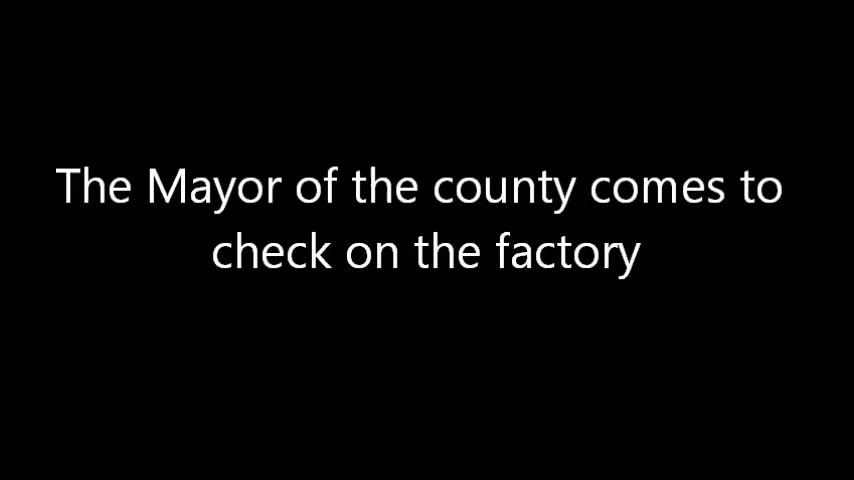 The Mayor of the county comes to
check on the factory